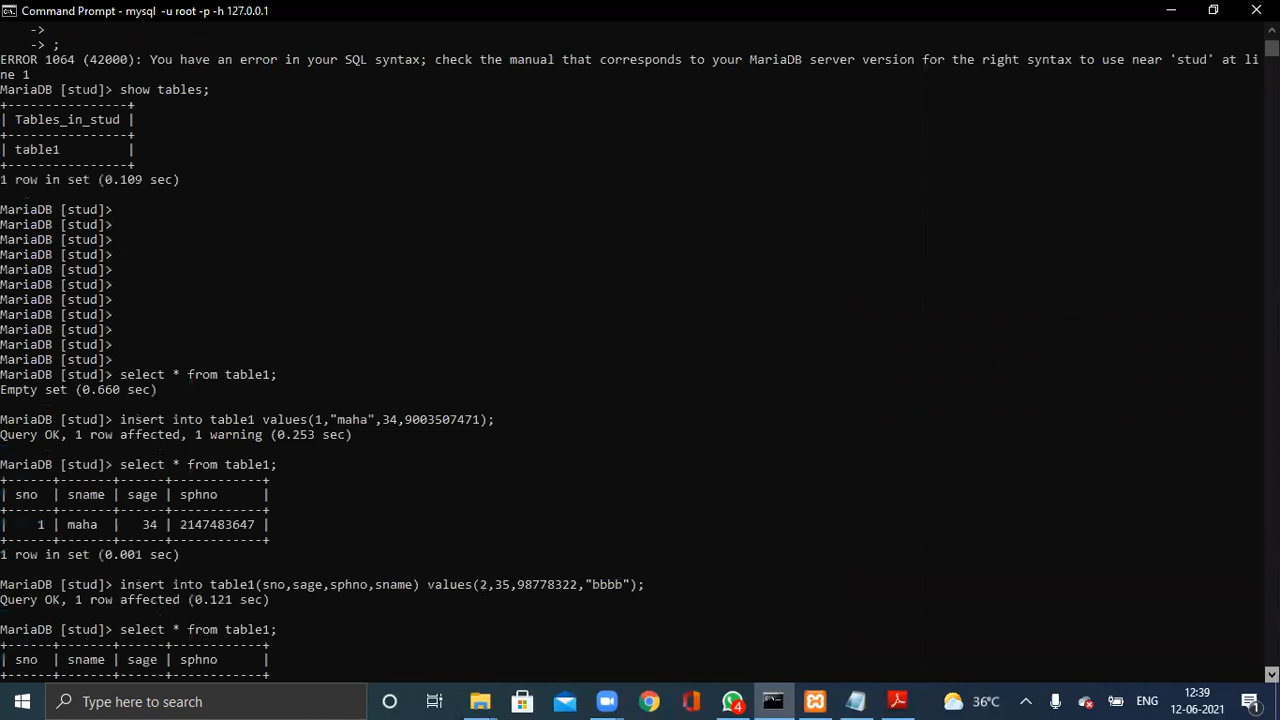 Command Prompt - mysql -u root -p -h 127.0.0.1
->
-> ;
ERROR 1064 (42000): You have an error in your SQL syntax; check the manual that corresponds to your MariaDB server version for the right syntax to use near 'stud' at li
ne 1
MariaDB [stud]> show tables;
+----------------+
| Tables_in_stud |
+----------------+
| table1         |
+----------------+
1 row in set (0.109 sec)
MariaDB [stud]>
MariaDB [stud]>
MariaDB [stud]>
MariaDB [stud]>
MariaDB [stud]>
MariaDB [stud]>
MariaDB [stud]>
MariaDB [stud]>
MariaDB [stud]>
MariaDB [stud]>
MariaDB [stud]>
MariaDB [stud]> select * from table1;
Empty set (0.660 sec)
MariaDB [stud]> insert into table1 values(1,"maha",34,9003507471);
Query OK, 1 row affected, 1 warning (0.253 sec)
MariaDB [stud]> select * from table1;
+------+-------+------+------------+
| sno  | sname | sage | sphno      |
+------+-------+------+------------+
|    1 | maha  |   34 | 2147483647 |
+------+-------+------+------------+
1 row in set (0.001 sec)
MariaDB [stud]> insert into table1(sno,sage,sphno,sname) values(2,35,98778322,"bbbb");
Query OK, 1 row affected (0.121 sec)
MariaDB [stud]> select * from table1;
+------+-------+------+------------+
| sno  | sname | sage | sphno      |
+------+-------+------+------------+
Type here to search
4
36°C
ENG
12:39
12-06-2021
1